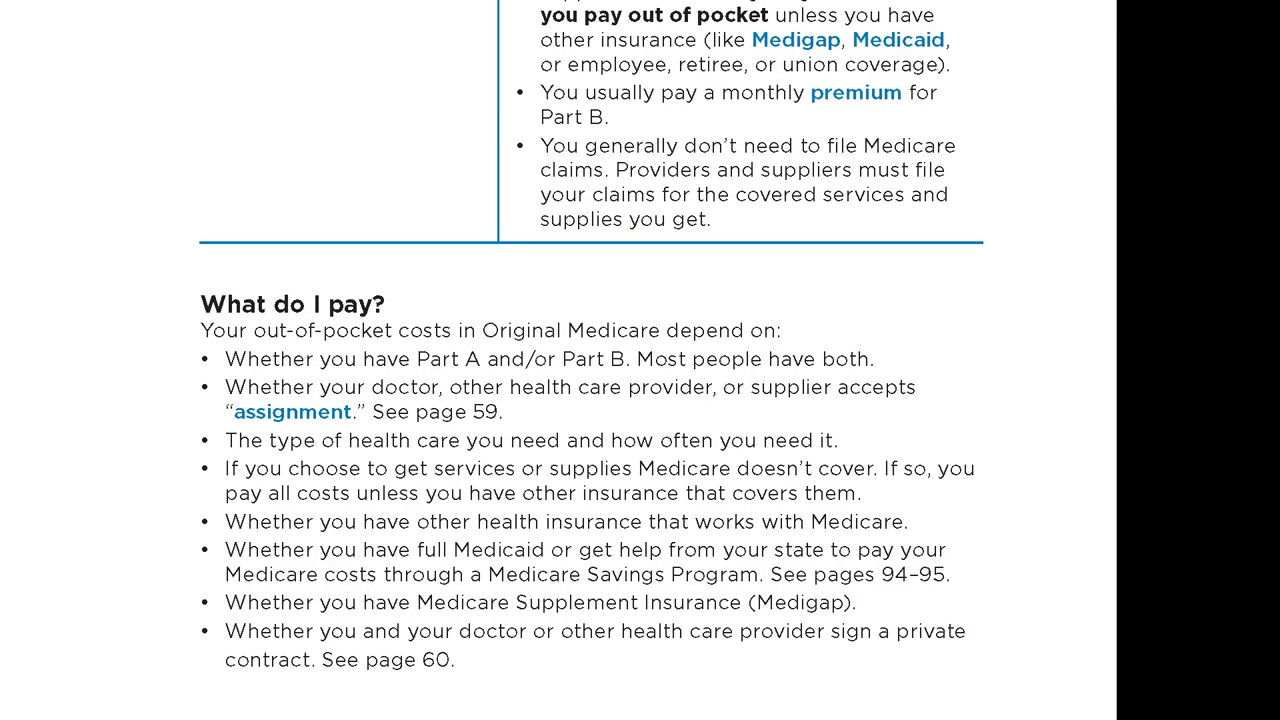 you pay out of pocket unless you have
other insurance (like Medigap, Medicaid,
or employee, retiree, or union coverage).
• You usually pay a monthly premium for
Part B.
• You generally don’t need to file Medicare
claims. Providers and suppliers must file
your claims for the covered services and
supplies you get.
What do I pay?
Your out-of-pocket costs in Original Medicare depend on:
• Whether you have Part A and/or Part B. Most people have both.
• Whether your doctor, other health care provider, or supplier accepts
“assignment.” See page 59.
• The type of health care you need and how often you need it.
• If you choose to get services or supplies Medicare doesn’t cover. If so, you
pay all costs unless you have other insurance that covers them.
• Whether you have other health insurance that works with Medicare.
• Whether you have full Medicaid or get help from your state to pay your
Medicare costs through a Medicare Savings Program. See pages 94–95.
• Whether you have Medicare Supplement Insurance (Medigap).
• Whether you and your doctor or other health care provider sign a private
contract. See page 60.